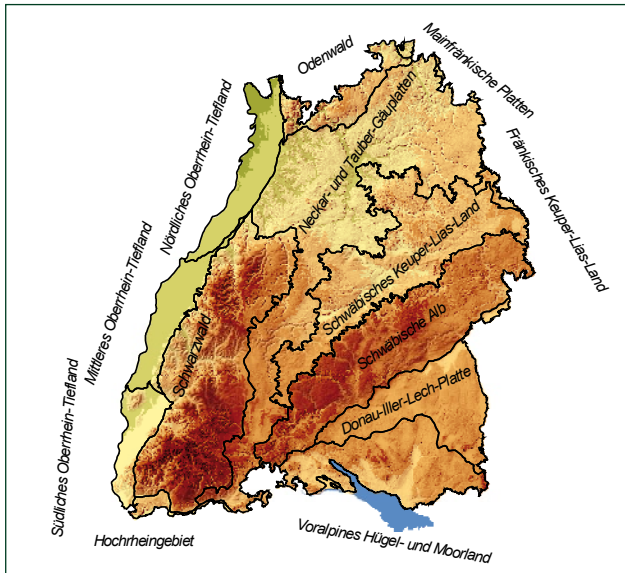 Odenwald
Mainfränkische Platten
Nördliches Oberrhein-Tiefland
Neckar- und Tauber-Gäuplatten
Fränkisches Keuper-Lias-Land
Mittleres Oberrhein-Tiefland
Schwäbisches Keuper-Lias-Land
Schwarzwald
Schwäbische Alb
Südliches Oberrhein-Tiefland
Donau-Iller-Lech-Platte
Hochrheingebiet
Voralpines Hügel- und Moorland